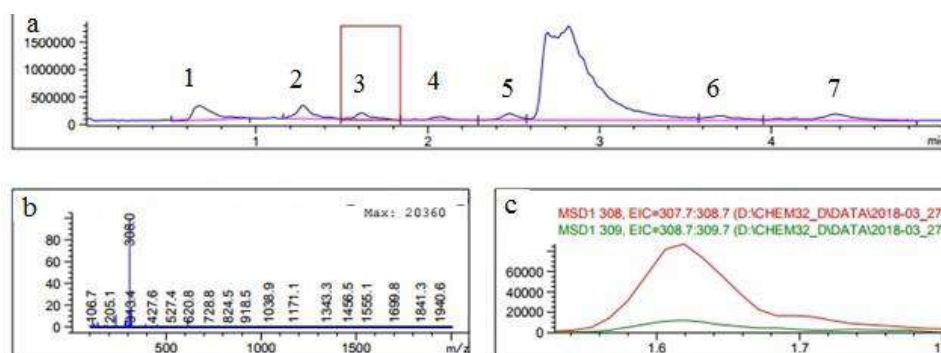 a
1500000
1000000
500000
0
1 2 3 4 5 6 7
1 2 3 4
b
Max: 20360
80
60
40
20
0
106.7 205.1 308.0 313.4 427.6 527.4 620.8 728.8 824.5 918.5 1038.9 1171.1 1343.3 1456.5 1555.1 1699.8 1841.3 1940.6
500 1000 1500 m/z
c
MSD1 308, EIC=307.7:308.7 (D:\CHEM32_D\DATA\2018-03_27
MSD1 309, EIC=308.7:309.7 (D:\CHEM32_D\DATA\2018-03_27
60000
40000
20000
0
1.6 1.7